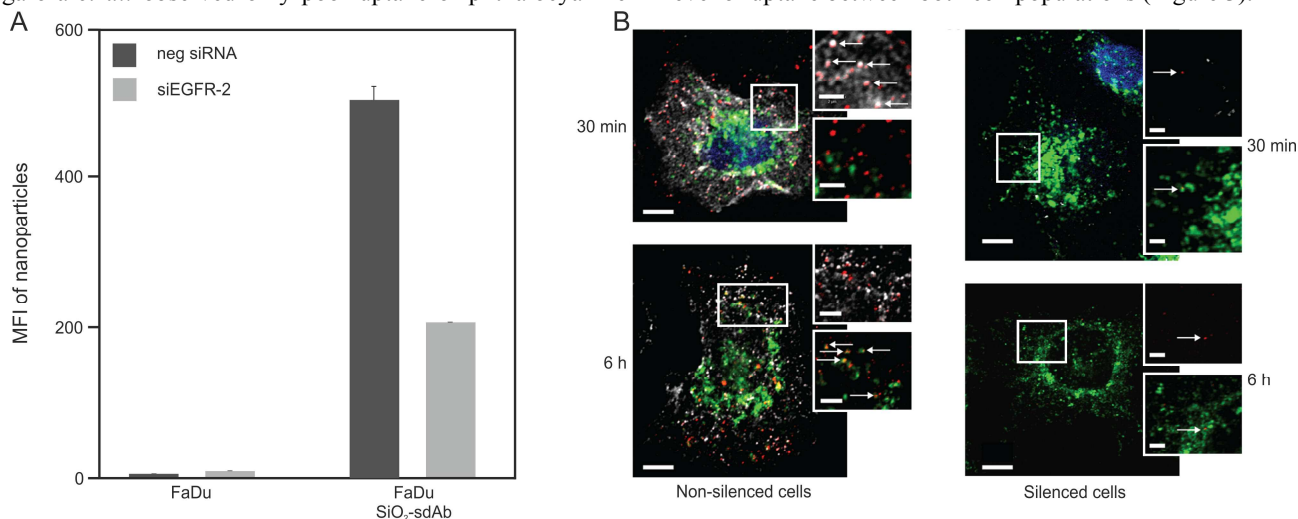 A
B
600
400
200
0
MFI of nanoparticles
neg siRNA
siEGFR-2
FaDu
FaDu
SiO2-sdAb
30 min
6 h
Non-silenced cells
30 min
6 h
Silenced cells